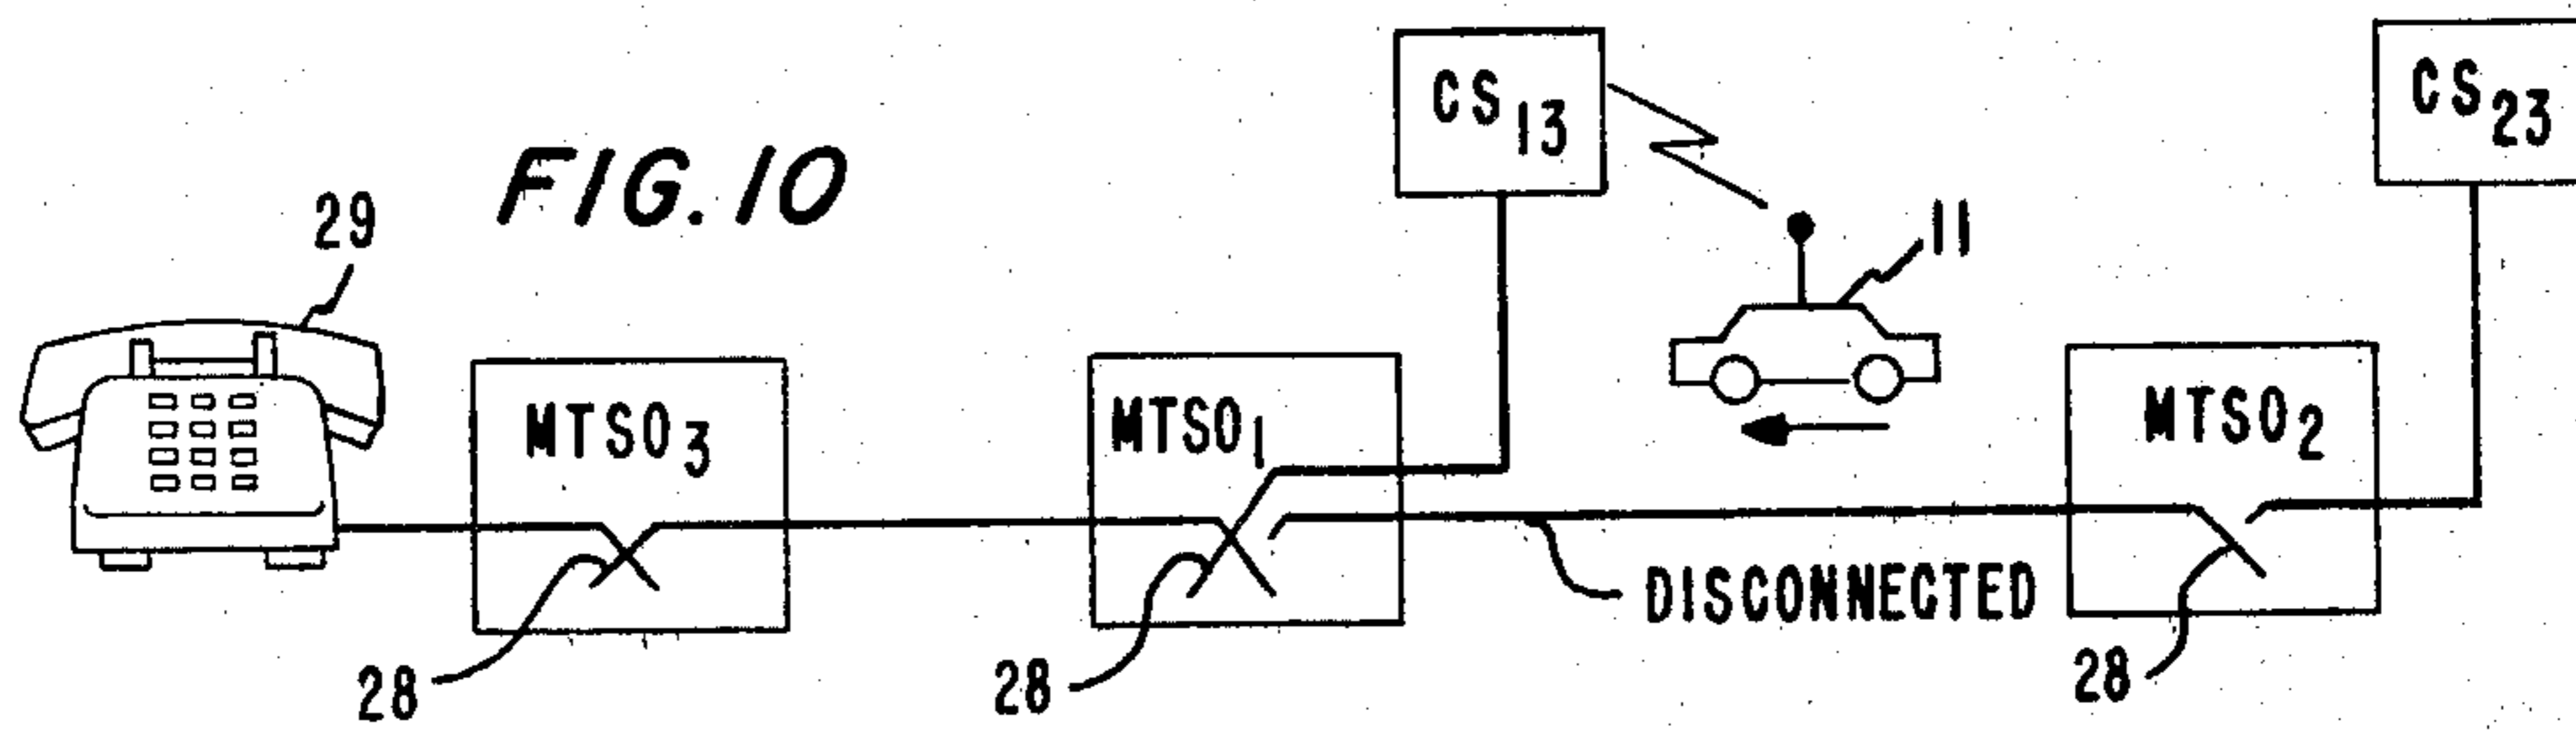 FIG. 10
29
CS13
11
CS23
MTSO3
MTSO1
MTSO2
DISCONNECTED
28
28
28